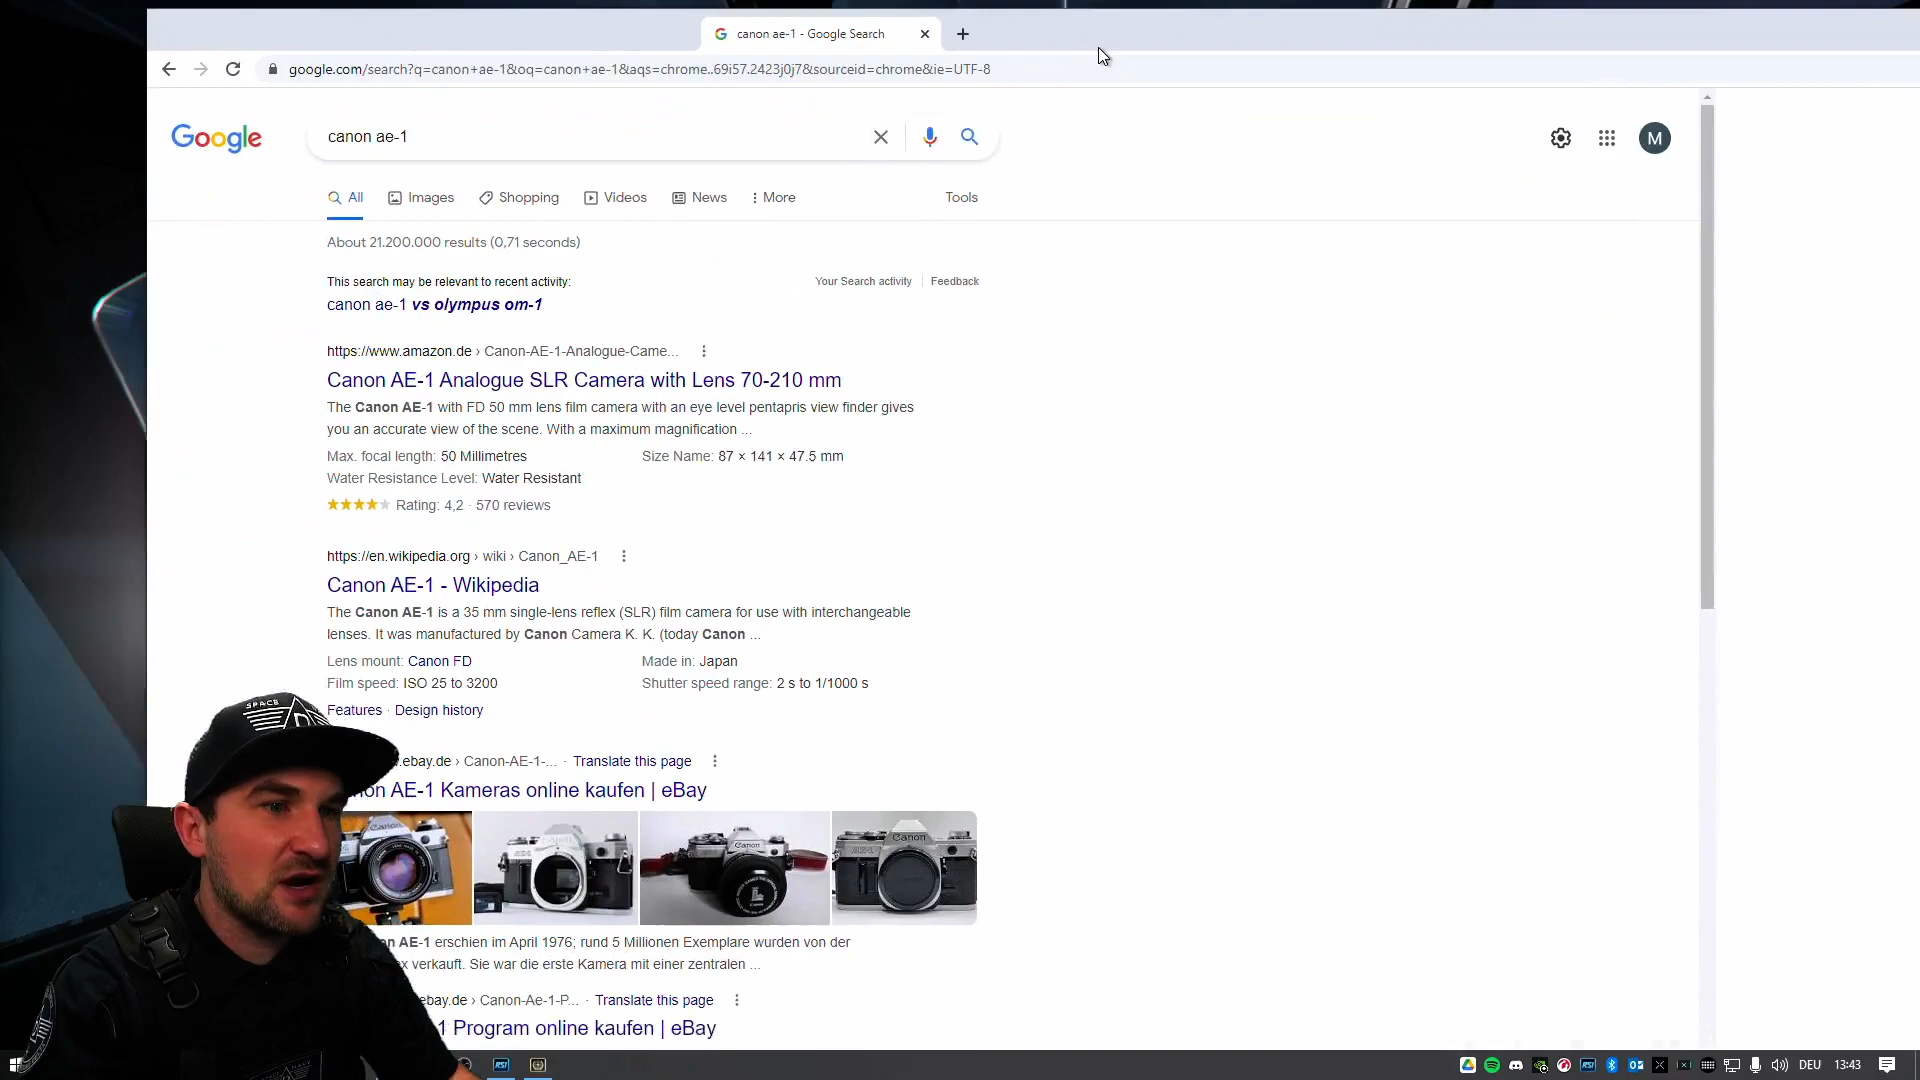 canon ae-1 - Google Search
google.com/search?q=canon+ae-1&oq=canon+ae-1&aqs=chrome..69i57.2423j0j7&sourceid=chrome&ie=UTF-8
Google
canon ae-1
M
All
Images
Shopping
Videos
News
More
Tools
About 21.200.000 results (0,71 seconds)
This search may be relevant to recent activity:
Your Search activity
Feedback
canon ae-1 vs olympus om-1
https://www.amazon.de › Canon-AE-1-Analogue-Came...
Canon AE-1 Analogue SLR Camera with Lens 70-210 mm
The Canon AE-1 with FD 50 mm lens film camera with an eye level pentapris view finder gives
you an accurate view of the scene. With a maximum magnification ...
Max. focal length: 50 Millimetres
Size Name: 87 × 141 × 47.5 mm
Water Resistance Level: Water Resistant
Rating: 4,2 · 570 reviews
https://en.wikipedia.org › wiki › Canon_AE-1
Canon AE-1 - Wikipedia
The Canon AE-1 is a 35 mm single-lens reflex (SLR) film camera for use with interchangeable
lenses. It was manufactured by Canon Camera K. K. (today Canon ...
Lens mount: Canon FD
Made in: Japan
Film speed: ISO 25 to 3200
Shutter speed range: 2 s to 1/1000 s
Features · Design history
SPACE
.ebay.de › Canon-AE-1-... · Translate this page
on AE-1 Kameras online kaufen | eBay
Canon
Canon
Canon
n AE-1 erschien im April 1976; rund 5 Millionen Exemplare wurden von der
x verkauft. Sie war die erste Kamera mit einer zentralen ...
ebay.de › Canon-Ae-1-P... · Translate this page
1 Program online kaufen | eBay
RSI
RSI
DEU
13:43